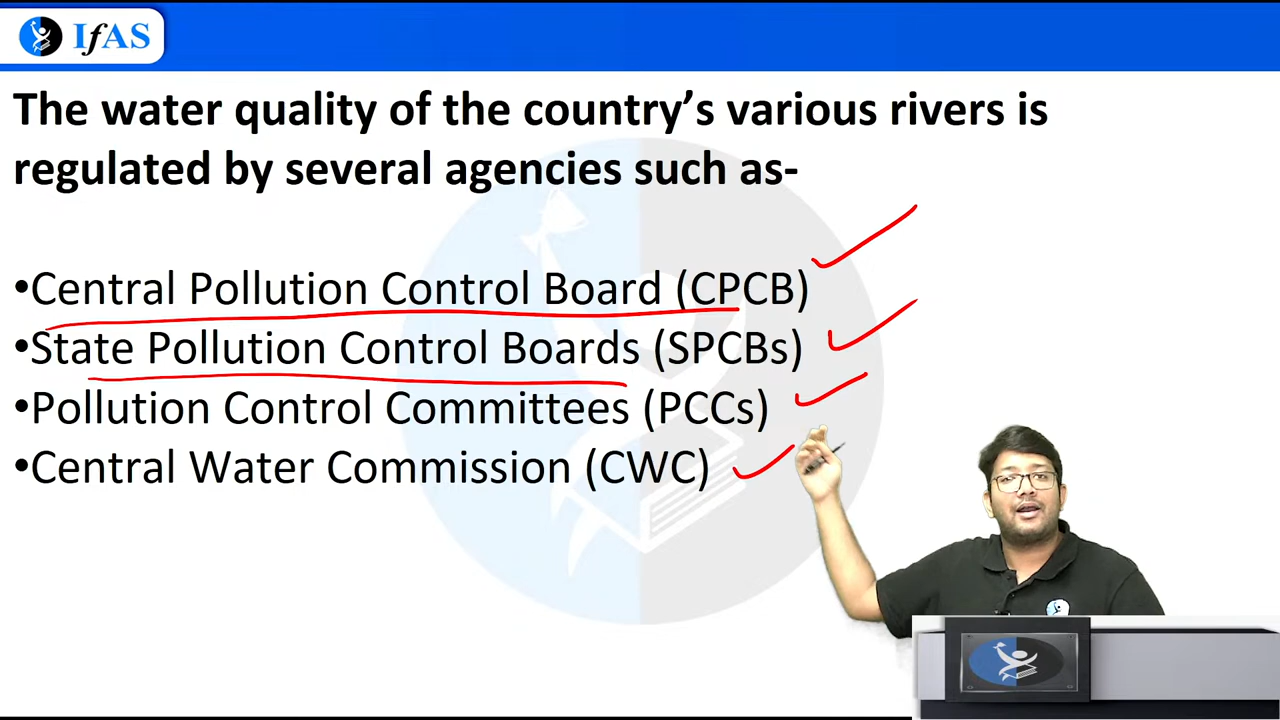 IfAS
The water quality of the country's various rivers is
regulated by several agencies such as-
•Central Pollution Control Board (CPCB)
•State Pollution Control Boards (SPCBs)
•Pollution Control Committees (PCCs)
•Central Water Commission (CWC)